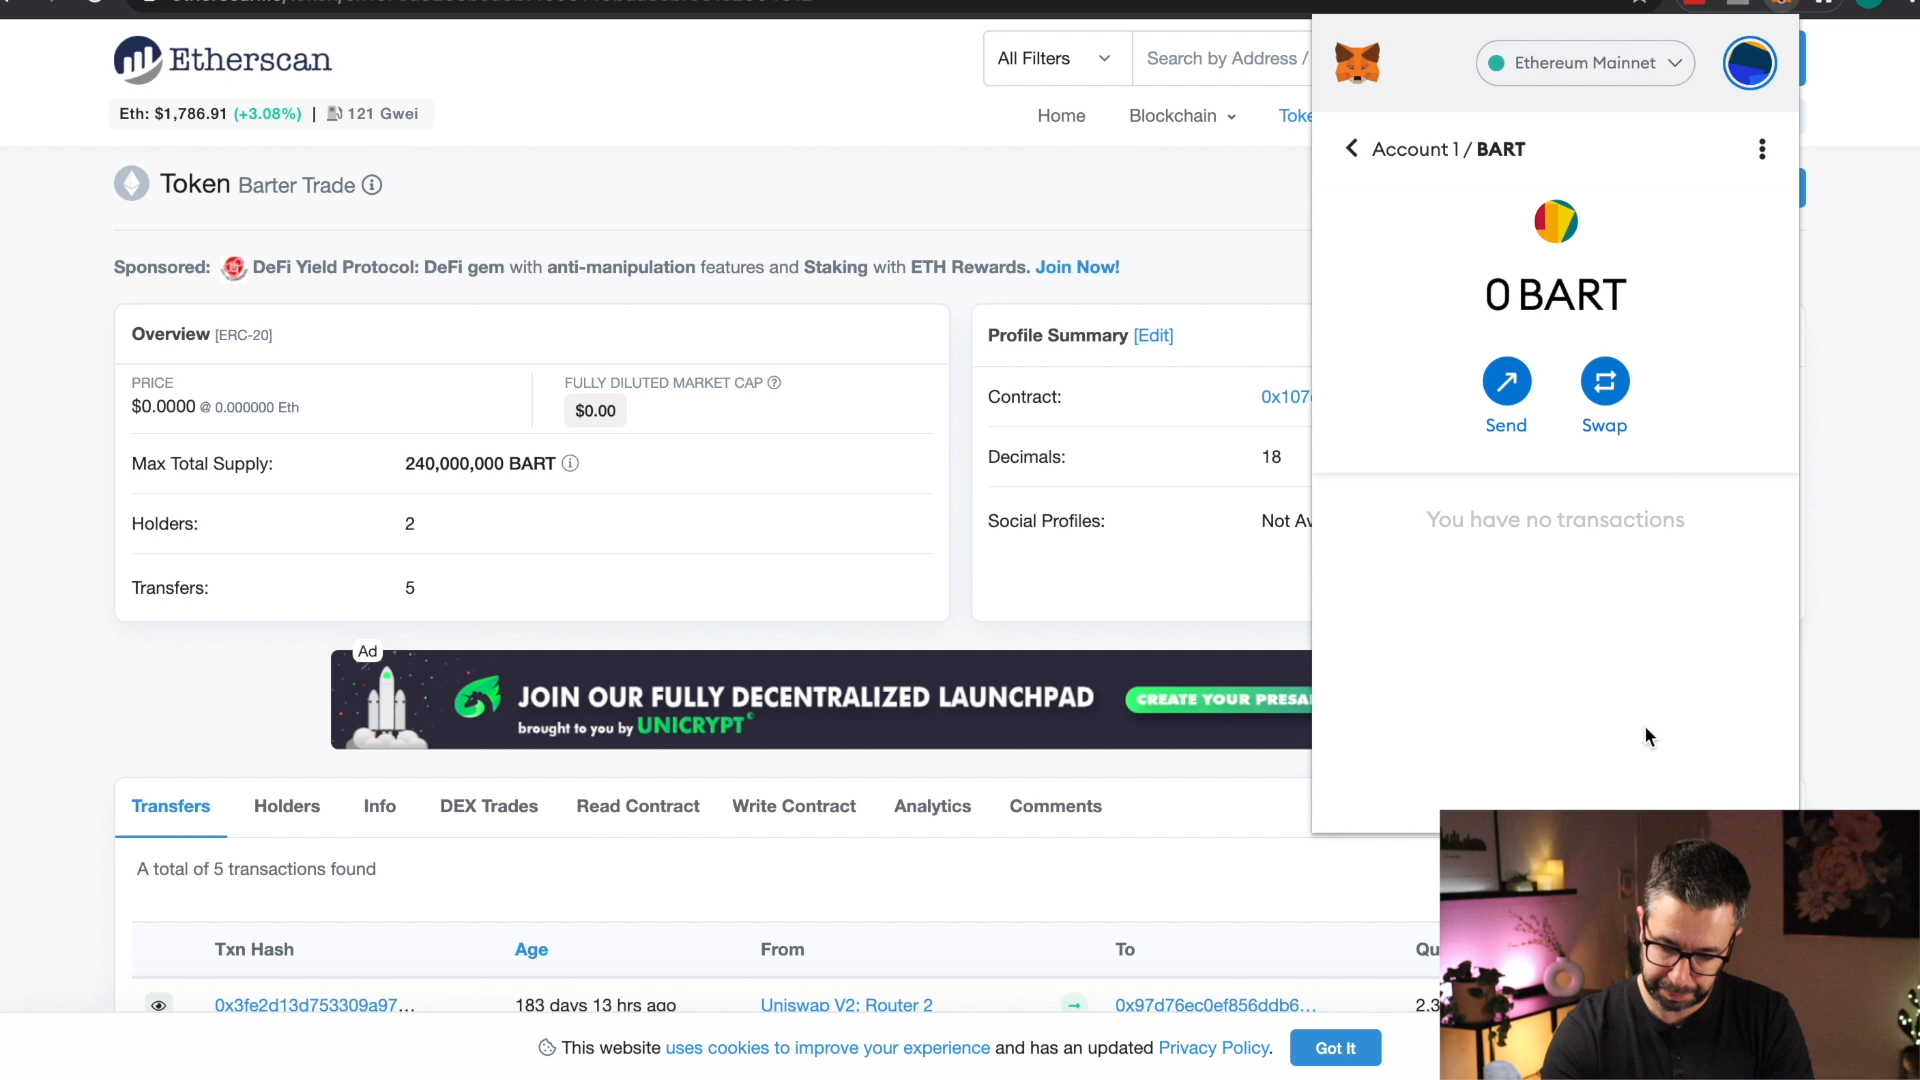 Etherscan
All Filters
Search by Address /
Eth: $1,786.91 (+3.08%) | 121 Gwei
Home
Blockchain
Toke
Token Barter Trade
Sponsored: DeFi Yield Protocol: DeFi gem with anti-manipulation features and Staking with ETH Rewards. Join Now!
Overview [ERC-20]
PRICE
$0.0000 @ 0.000000 Eth
FULLY DILUTED MARKET CAP
$0.00
Max Total Supply: 240,000,000 BART
Holders: 2
Transfers: 5
Profile Summary [Edit]
Contract: 0x107
Decimals: 18
Social Profiles: Not Av
Ethereum Mainnet
Account 1 / BART
0 BART
Send
Swap
You have no transactions
Ad
JOIN OUR FULLY DECENTRALIZED LAUNCHPAD
brought to you by UNICRYPT
CREATE YOUR PRESA
Transfers
Holders
Info
DEX Trades
Read Contract
Write Contract
Analytics
Comments
A total of 5 transactions found
Txn Hash
Age
From
To
Qu
0x3fe2d13d753309a97...
183 days 13 hrs ago
Uniswap V2: Router 2
0x97d76ec0ef856ddb6...
2.3
This website uses cookies to improve your experience and has an updated Privacy Policy.
Got It